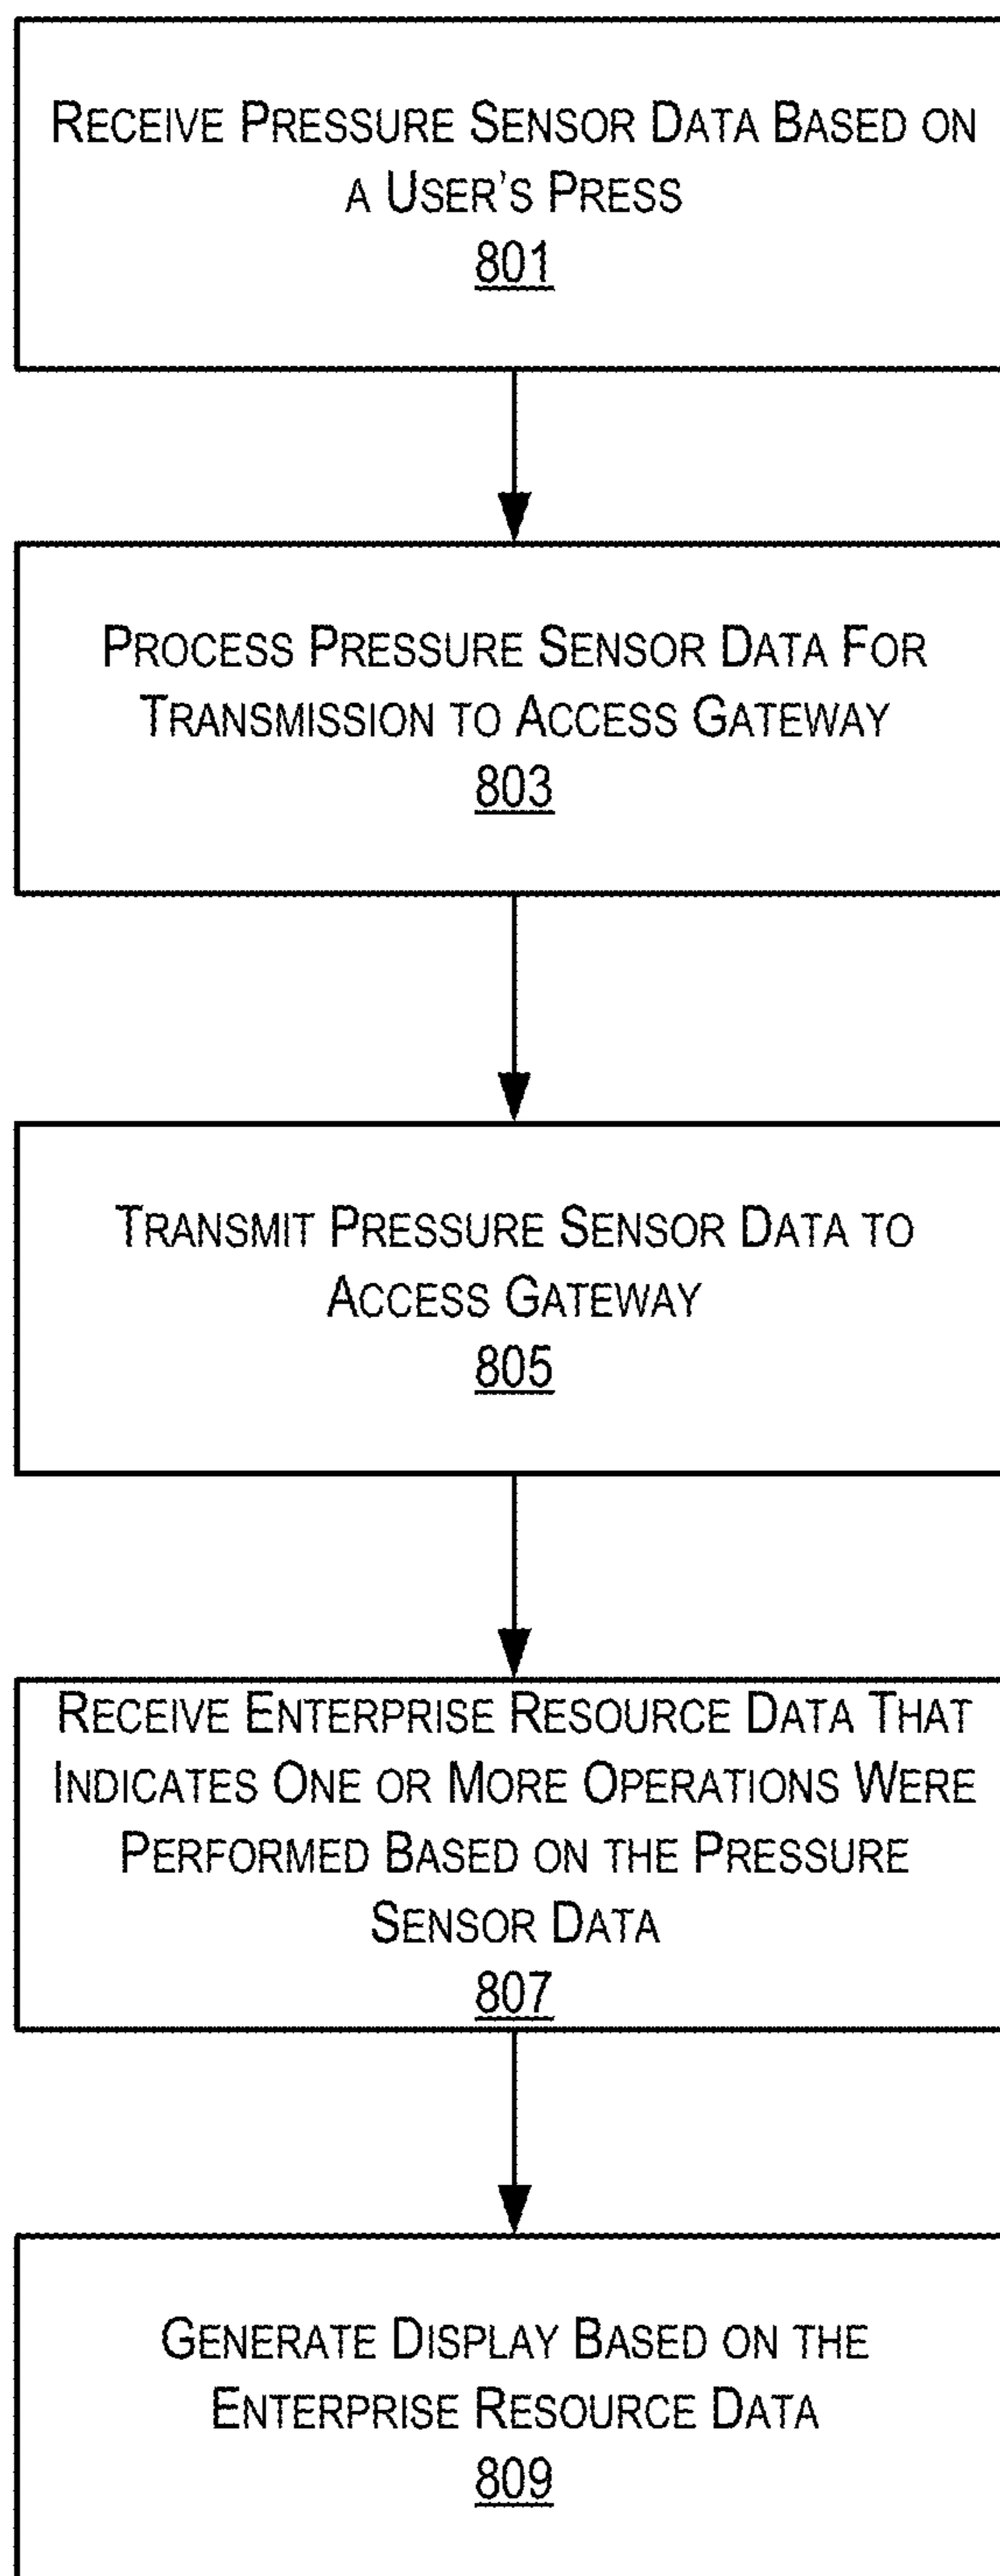 RECEIVE PRESSURE SENSOR DATA BASED ON
A USER'S PRESS
801
PROCESS PRESSURE SENSOR DATA FOR
TRANSMISSION TO ACCESS GATEWAY
803
TRANSMIT PRESSURE SENSOR DATA TO
ACCESS GATEWAY
805
RECEIVE ENTERPRISE RESOURCE DATA THAT
INDICATES ONE OR MORE OPERATIONS WERE
PERFORMED BASED ON THE PRESSURE
SENSOR DATA
807
GENERATE DISPLAY BASED ON THE
ENTERPRISE RESOURCE DATA
809